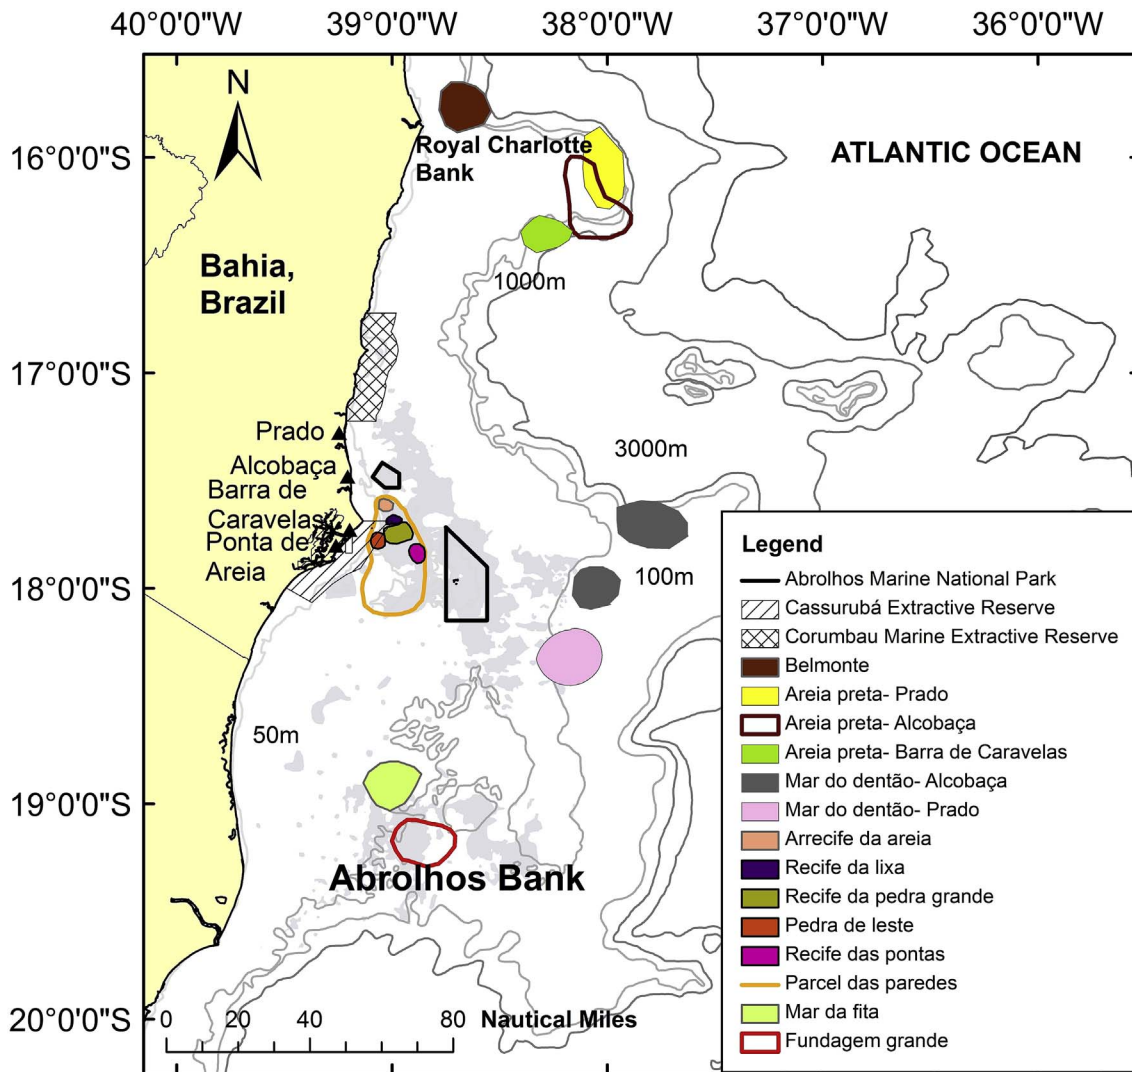 40°0'0"W 39°0'0"W 38°0'0"W 37°0'0"W 36°0'0"W
N
16°0'0"S
Royal Charlotte
Bank
ATLANTIC OCEAN
Bahia,
Brazil
1000m
17°0'0"S
Prado
3000m
Alcobaça
Barra de
Caravelas
Ponta de
Areia
100m
18°0'0"S
50m
19°0'0"S
Abrolhos Bank
20°0'0"S
0 20 40 80 Nautical Miles
Legend
Abrolhos Marine National Park
Cassurubá Extractive Reserve
Corumbau Marine Extractive Reserve
Belmonte
Areia preta- Prado
Areia preta- Alcobaça
Areia preta- Barra de Caravelas
Mar do dentão- Alcobaça
Mar do dentão- Prado
Arrecife da areia
Recife da lixa
Recife da pedra grande
Pedra de leste
Recife das pontas
Parcel das paredes
Mar da fita
Fundagem grande